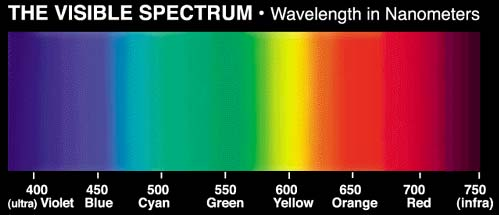 THE VISIBLE SPECTRUM • Wavelength in Nanometers
400 450 500 550 600 650 700 750
(ultra) Violet Blue Cyan Green Yellow Orange Red (infra)